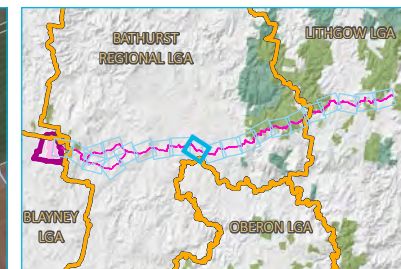 BATHURST
REGIONAL LGA
LITHGOW LGA
BLAYNEY
LGA
OBERON LGA